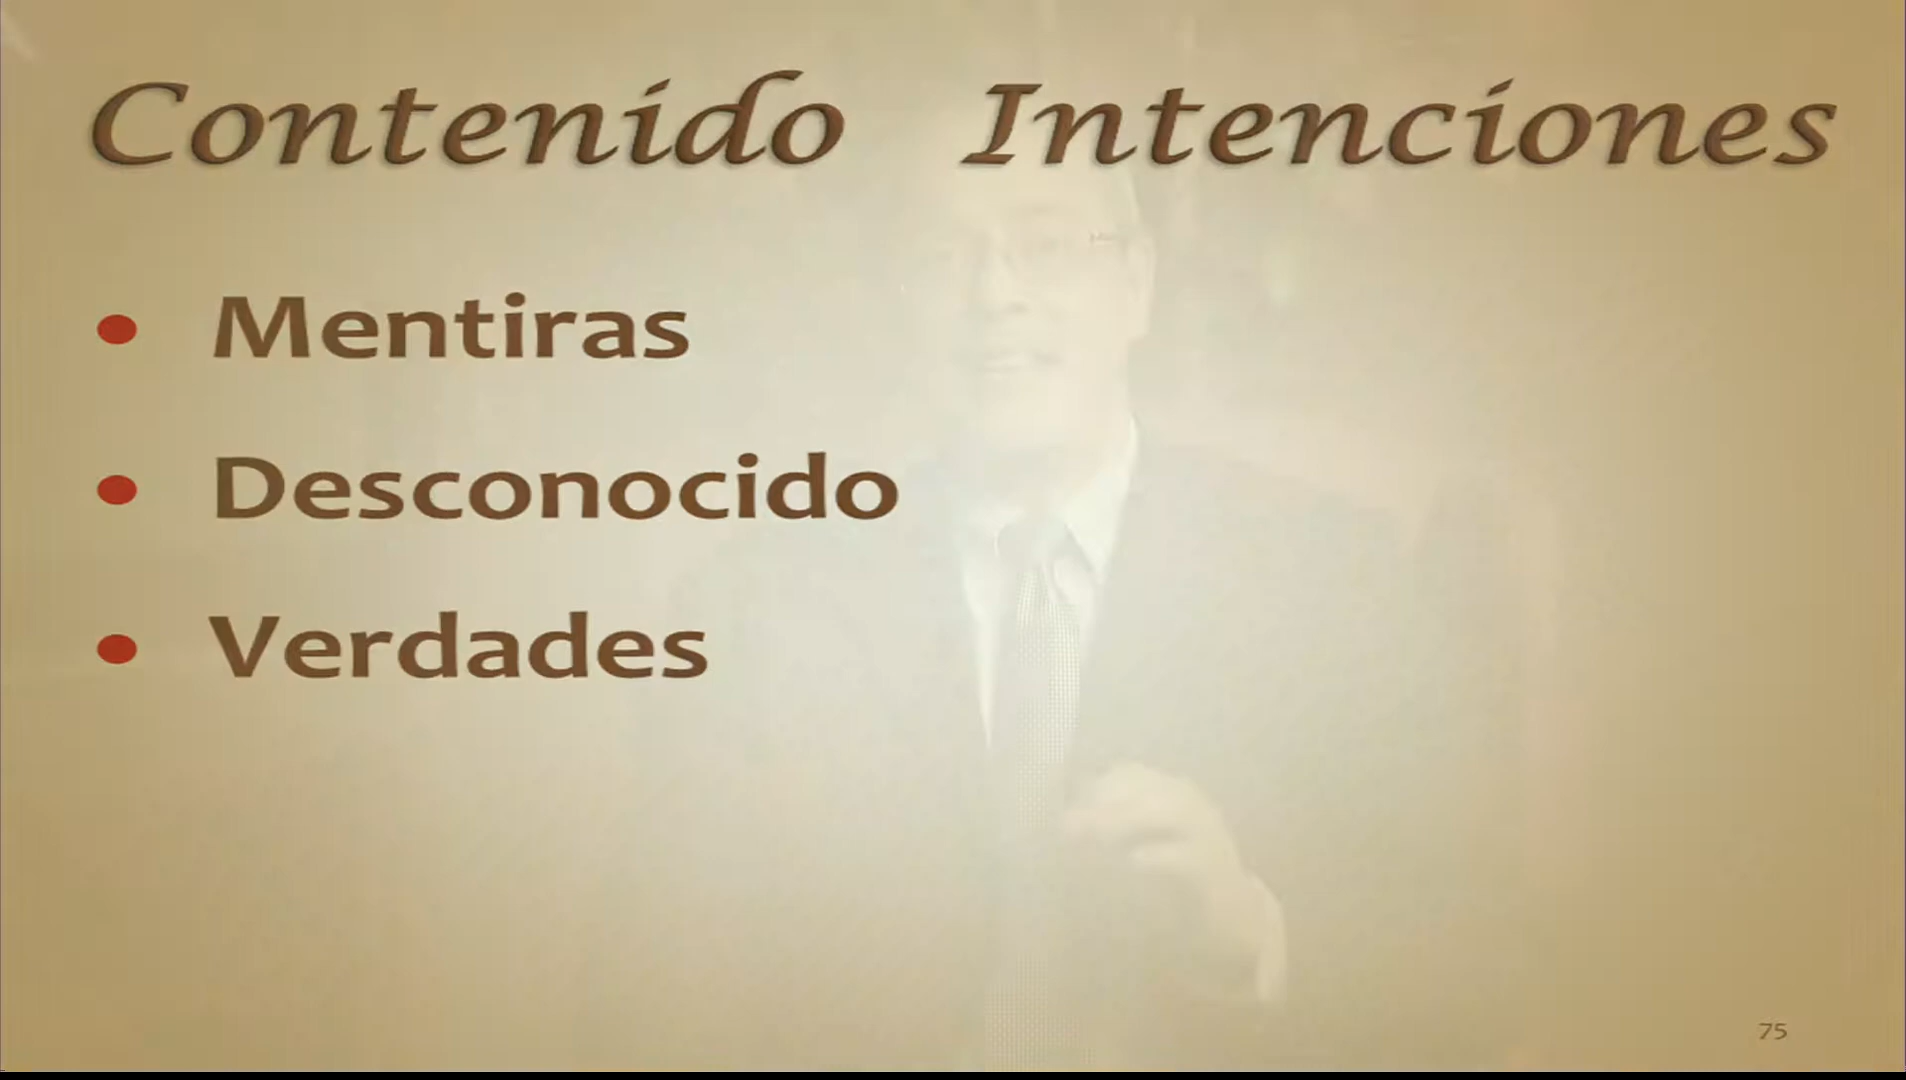 Contenido Intenciones
• Mentiras
• Desconocido
• Verdades
75